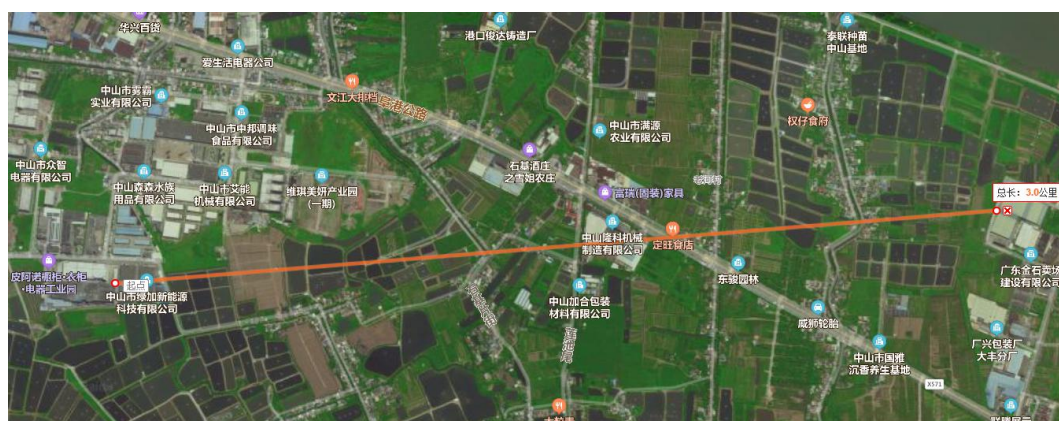 华兴百货
爱生活电器公司
港口俊达铸造厂
泰联种苗
中山基地
文江大排档
中山市雾霸
实业有限公司
中山市中邦调味
食品有限公司
权仔食府
中山市满源
农业有限公司
中山市众智
电器有限公司
中山森森水族
用品有限公司
中山市艾能
机械有限公司
维琪美妍产业园
(一期)
石基酒庄
之雪姐农庄
富瑞(固装)家具
总长：3.0公里
中山隆科机械
制造有限公司
定旺食店
皮阿诺橱柜·衣柜
·电器工业园
起点
中山市绿加新能源
科技有限公司
东骏园林
广东金石卖场
建设有限公司
中山加合包装
材料有限公司
威狮轮胎
广兴包装厂
大丰分厂
中山市国雅
沉香养生基地
X571